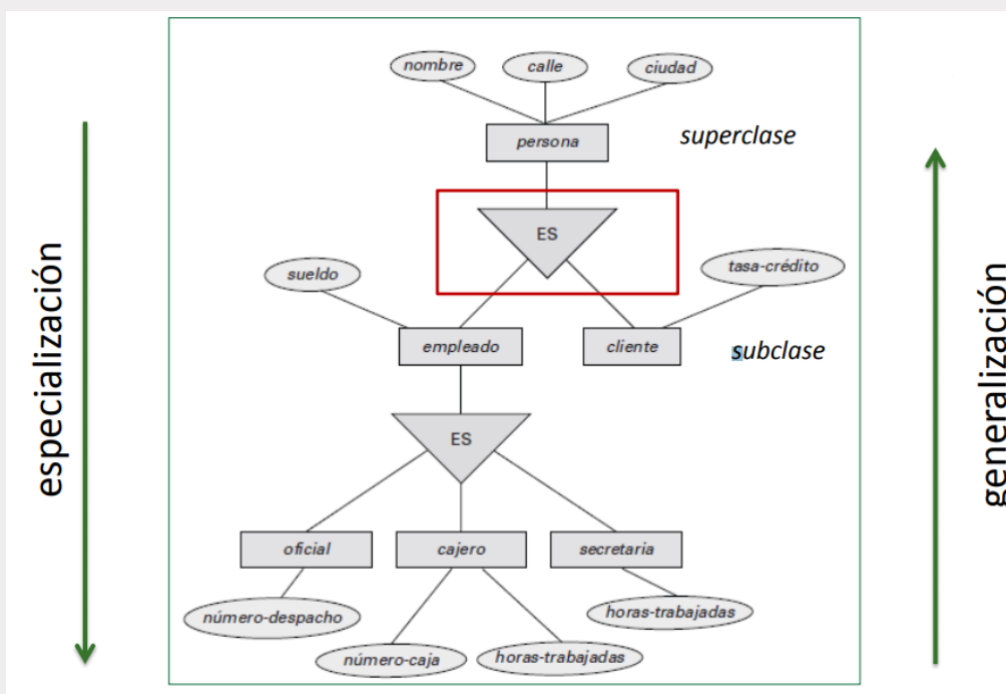 nombre
calle
ciudad
persona
superclase
ES
sueldo
tasa-crédito
empleado
cliente
subclase
ES
oficial
cajero
secretaria
número-despacho
horas-trabajadas
número-caja
horas-trabajadas
especialización
generalización